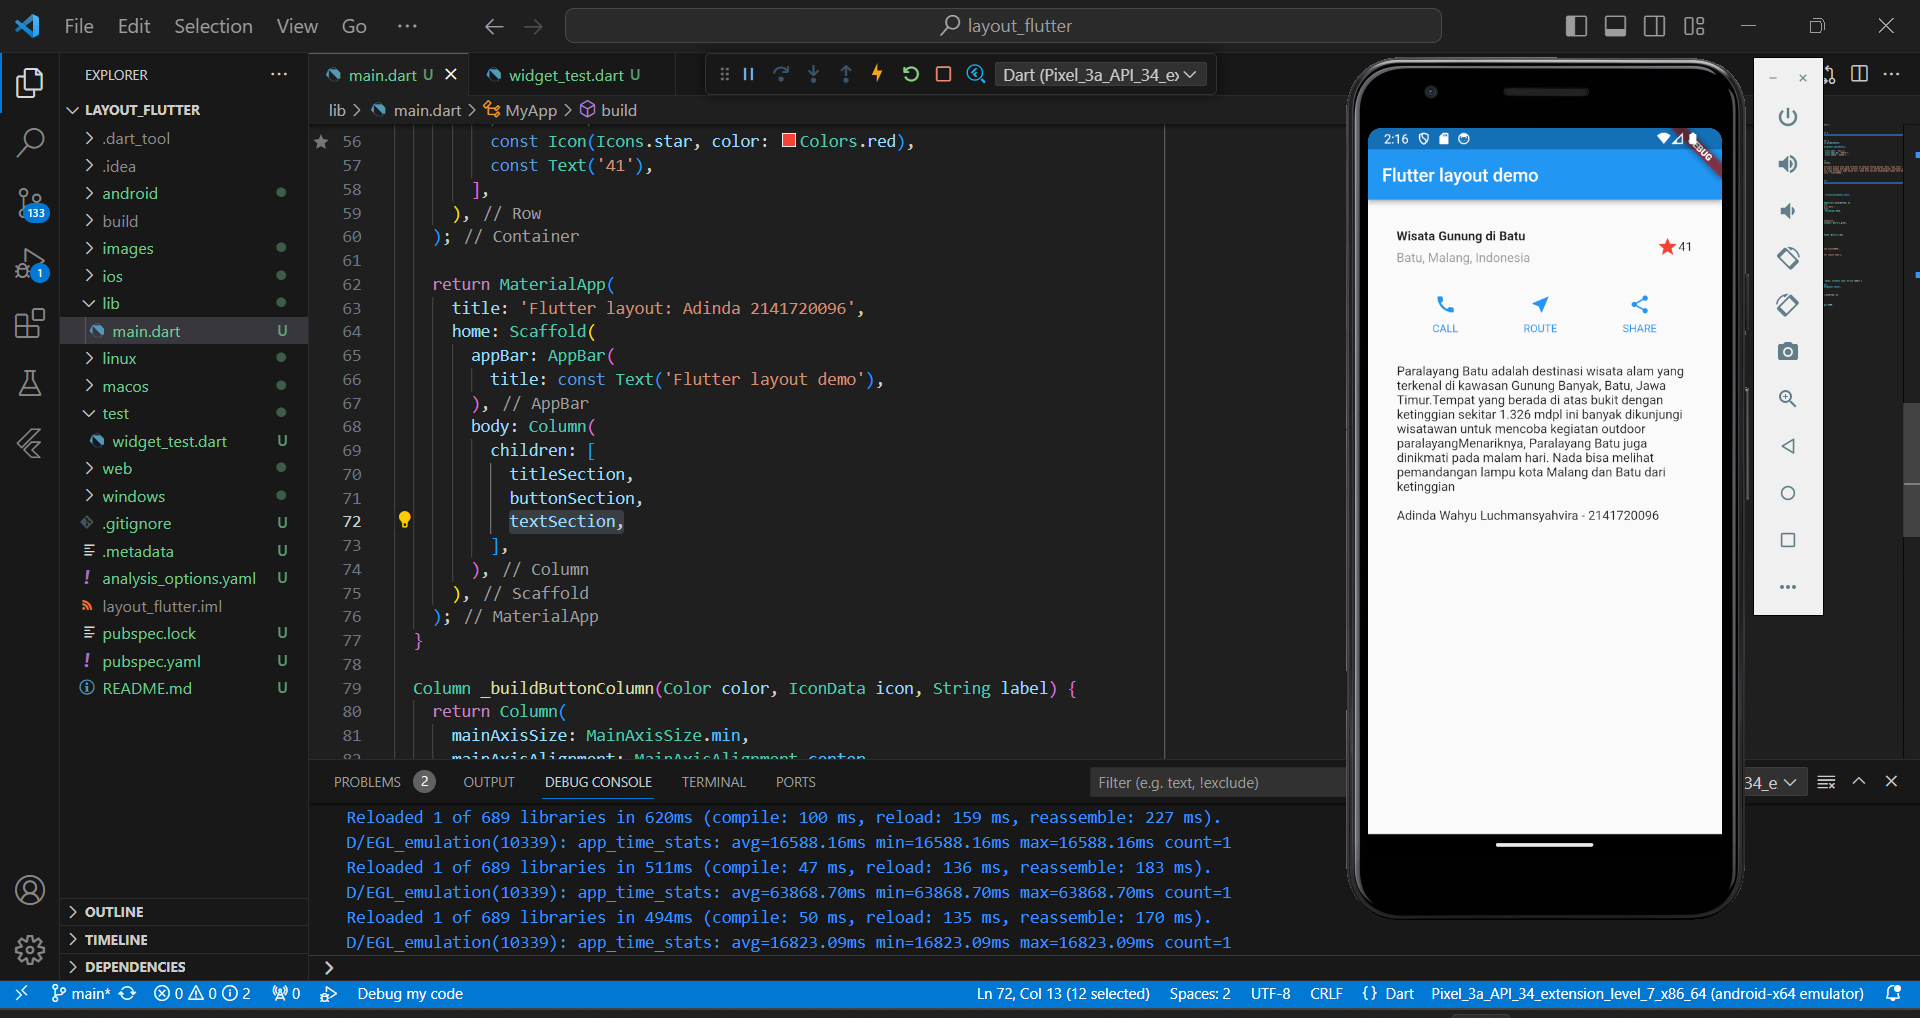 File Edit Selection View Go ··· layout_flutter
EXPLORER ···
LAYOUT_FLUTTER
.dart_tool
.idea
android
133
build
images
1
ios
lib
main.dart U
linux
macos
test
widget_test.dart U
web
windows
.gitignore U
.metadata U
! analysis_options.yaml U
layout_flutter.iml
pubspec.lock U
! pubspec.yaml U
README.md U
OUTLINE
TIMELINE
DEPENDENCIES
main.dart U widget_test.dart U Dart (Pixel_3a_API_34_ex
lib > main.dart > MyApp > build
56 const Icon(Icons.star, color: Colors.red),
57 const Text('41'),
58 ],
59 ), // Row
60 ); // Container
61
62 return MaterialApp(
63 title: 'Flutter layout: Adinda 2141720096',
64 home: Scaffold(
65 appBar: AppBar(
66 title: const Text('Flutter layout demo'),
67 ), // AppBar
68 body: Column(
69 children: [
70 titleSection,
71 buttonSection,
72 textSection,
73 ],
74 ), // Column
75 ), // Scaffold
76 ); // MaterialApp
77 }
78
79 Column _buildButtonColumn(Color color, IconData icon, String label) {
80 return Column(
81 mainAxisSize: MainAxisSize.min,
82 mainAxisAlignment: MainAxisAlignment.center,
PROBLEMS 2 OUTPUT DEBUG CONSOLE TERMINAL PORTS Filter (e.g. text, !exclude) 34_e
Reloaded 1 of 689 libraries in 620ms (compile: 100 ms, reload: 159 ms, reassemble: 227 ms).
D/EGL_emulation(10339): app_time_stats: avg=16588.16ms min=16588.16ms max=16588.16ms count=1
Reloaded 1 of 689 libraries in 511ms (compile: 47 ms, reload: 136 ms, reassemble: 183 ms).
D/EGL_emulation(10339): app_time_stats: avg=63868.70ms min=63868.70ms max=63868.70ms count=1
Reloaded 1 of 689 libraries in 494ms (compile: 50 ms, reload: 135 ms, reassemble: 170 ms).
D/EGL_emulation(10339): app_time_stats: avg=16823.09ms min=16823.09ms max=16823.09ms count=1
2:16
Flutter layout demo
Wisata Gunung di Batu
Batu, Malang, Indonesia
41
CALL ROUTE SHARE
Paralayang Batu adalah destinasi wisata alam yang
terkenal di kawasan Gunung Banyak, Batu, Jawa
Timur.Tempat yang berada di atas bukit dengan
ketinggian sekitar 1.326 mdpl ini banyak dikunjungi
wisatawan untuk mencoba kegiatan outdoor
paralayangMenariknya, Paralayang Batu juga
dinikmati pada malam hari. Nada bisa melihat
pemandangan lampu kota Malang dan Batu dari
ketinggian
Adinda Wahyu Luchmansyahvira - 2141720096
main* 0 0 2 0 Debug my code Ln 72, Col 13 (12 selected) Spaces: 2 UTF-8 CRLF {} Dart Pixel_3a_API_34_extension_level_7_x86_64 (android-x64 emulator)